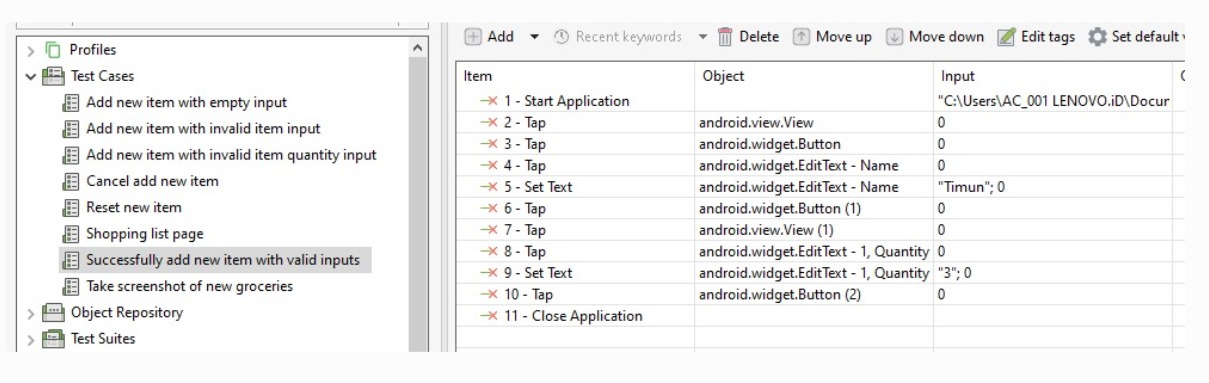 Profiles
Test Cases
Add new item with empty input
Add new item with invalid item input
Add new item with invalid item quantity input
Cancel add new item
Reset new item
Shopping list page
Successfully add new item with valid inputs
Take screenshot of new groceries
Object Repository
Test Suites
Add Recent keywords Delete Move up Move down Edit tags Set default
Item Object Input
1 - Start Application "C:\Users\AC_001 LENOVO.iD\Docur
2 - Tap android.view.View 0
3 - Tap android.widget.Button 0
4 - Tap android.widget.EditText - Name 0
5 - Set Text android.widget.EditText - Name "Timun"; 0
6 - Tap android.widget.Button (1) 0
7 - Tap android.view.View (1) 0
8 - Tap android.widget.EditText - 1, Quantity 0
9 - Set Text android.widget.EditText - 1, Quantity "3"; 0
10 - Tap android.widget.Button (2) 0
11 - Close Application